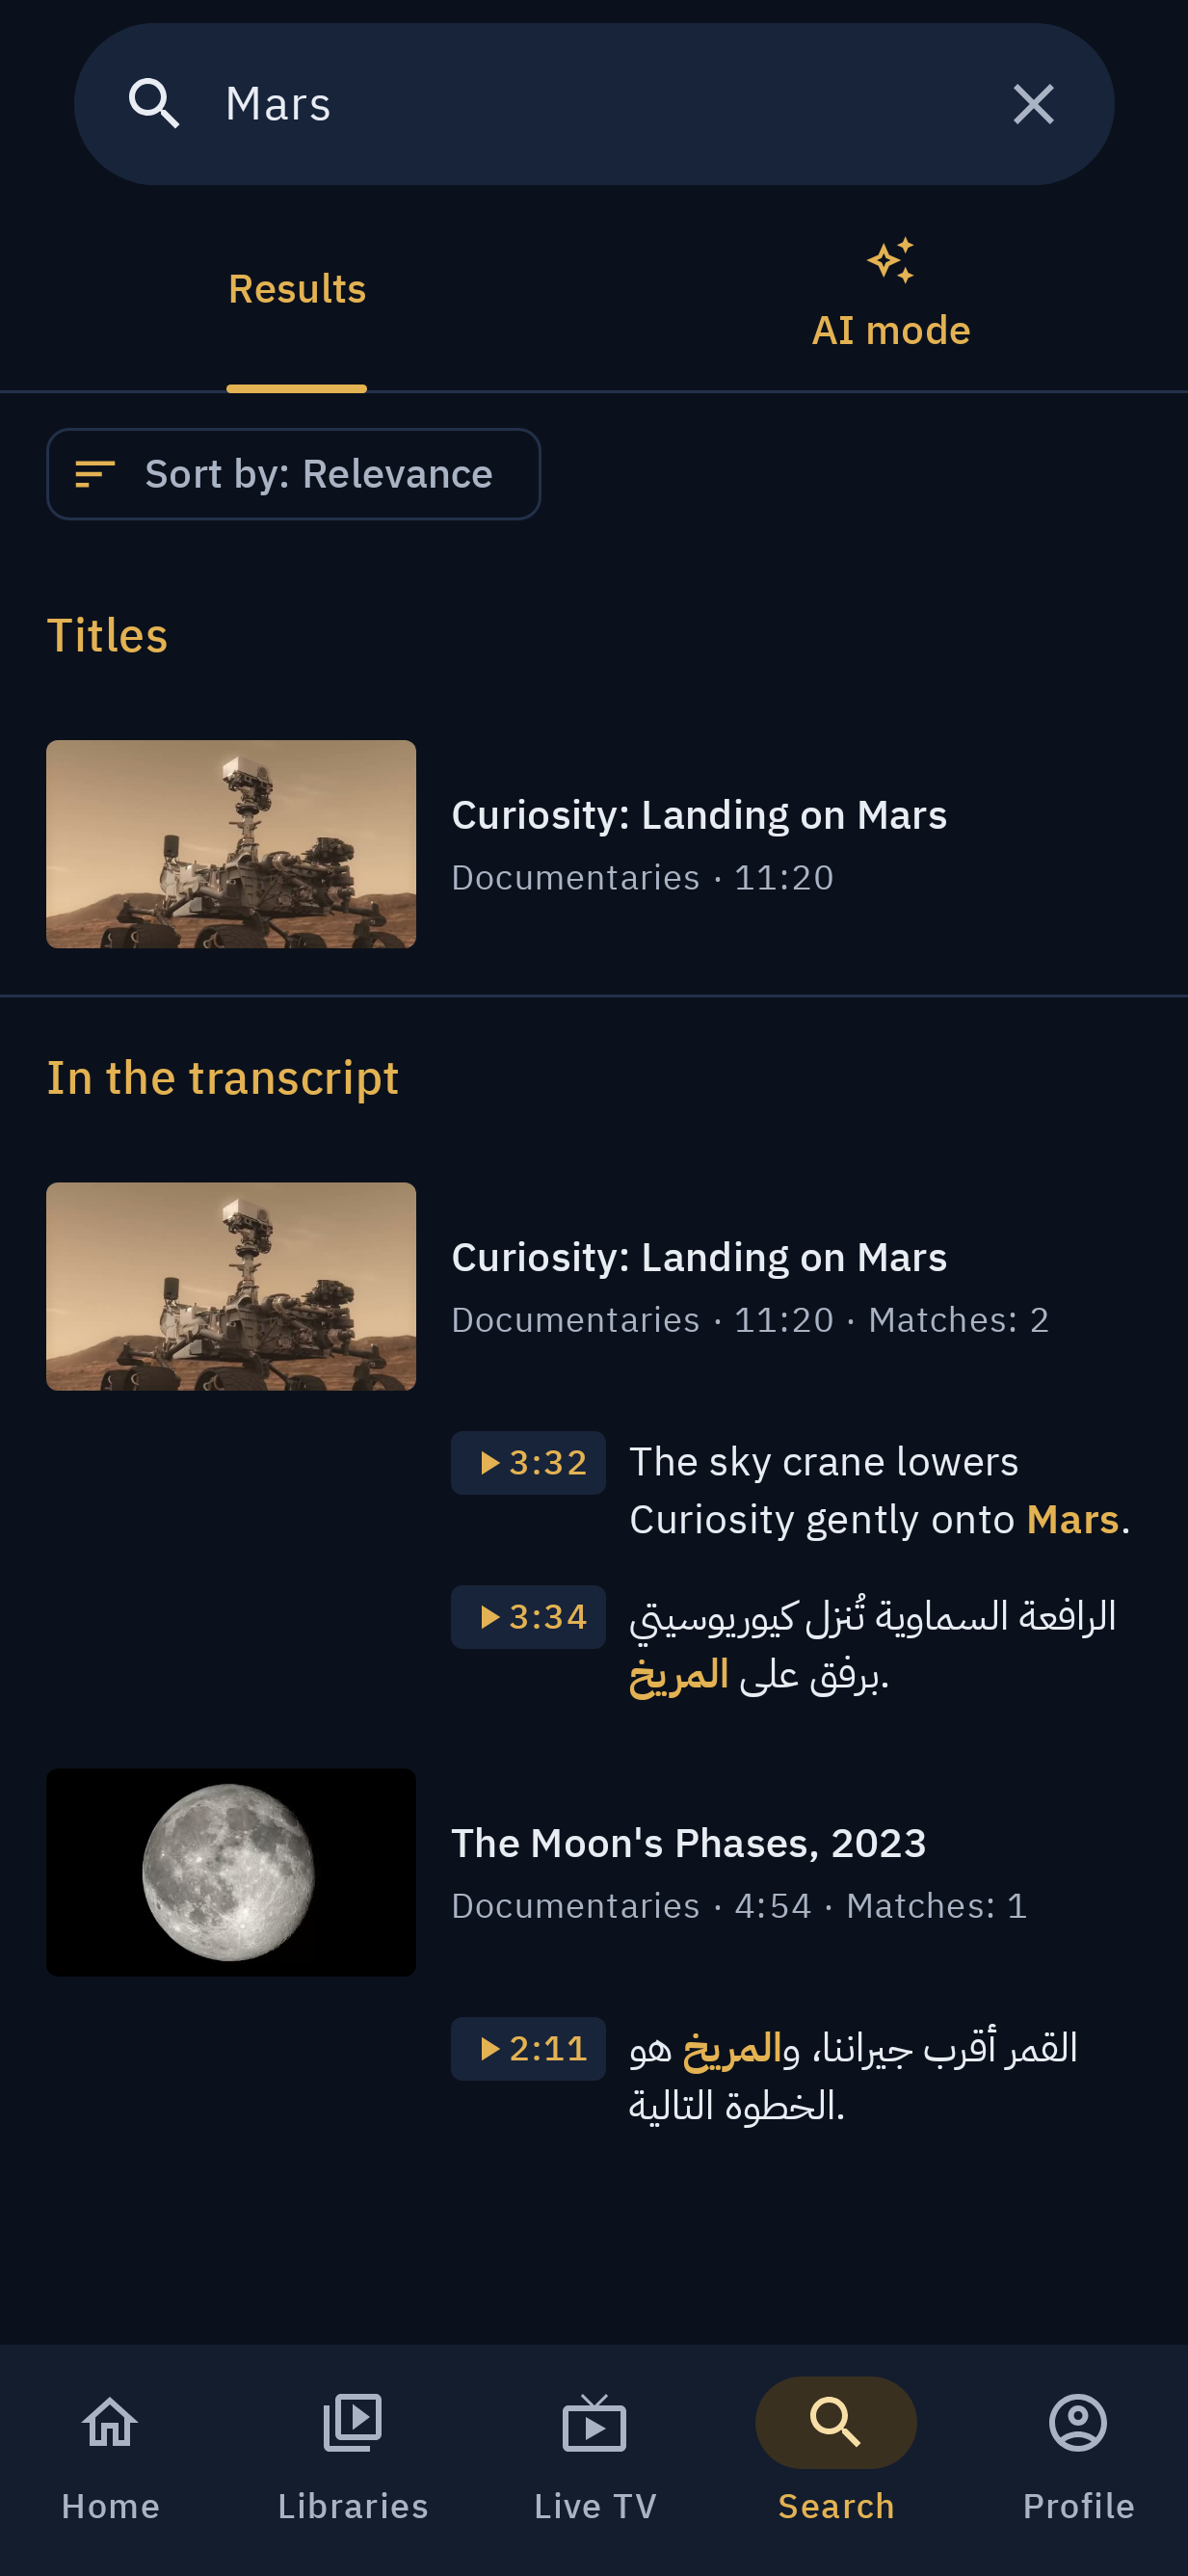 Mars
Results
AI mode
Sort by: Relevance
Titles
Curiosity: Landing on Mars
Documentaries · 11:20
In the transcript
Curiosity: Landing on Mars
Documentaries · 11:20 · Matches: 2
3:32
The sky crane lowers
Curiosity gently onto Mars.
3:34
الرافعة السماوية تُنزل كيوريوسيتي
برفق على المريخ.
The Moon's Phases, 2023
Documentaries · 4:54 · Matches: 1
2:11
القمر أقرب جيراننا، والمريخ هو
الخطوة التالية.
Home
Libraries
Live TV
Search
Profile